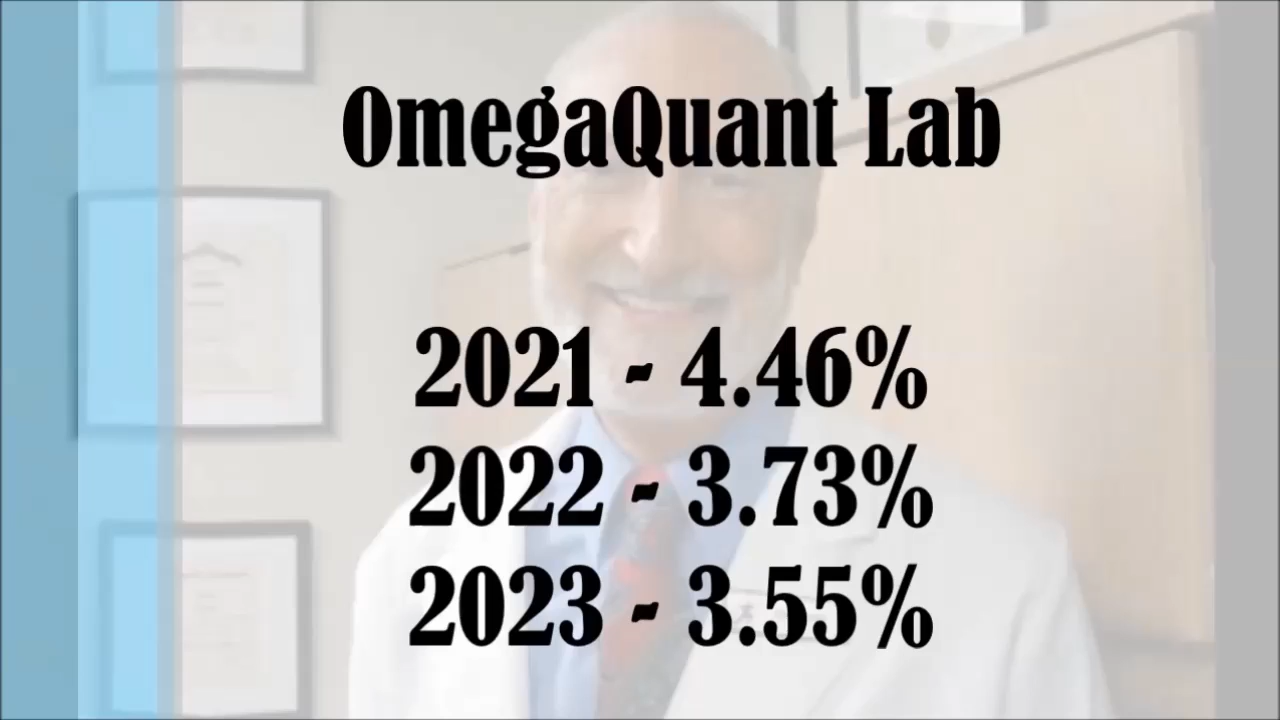 OmegaQuant Lab
2021 - 4.46%
2022 - 3.73%
2023 - 3.55%